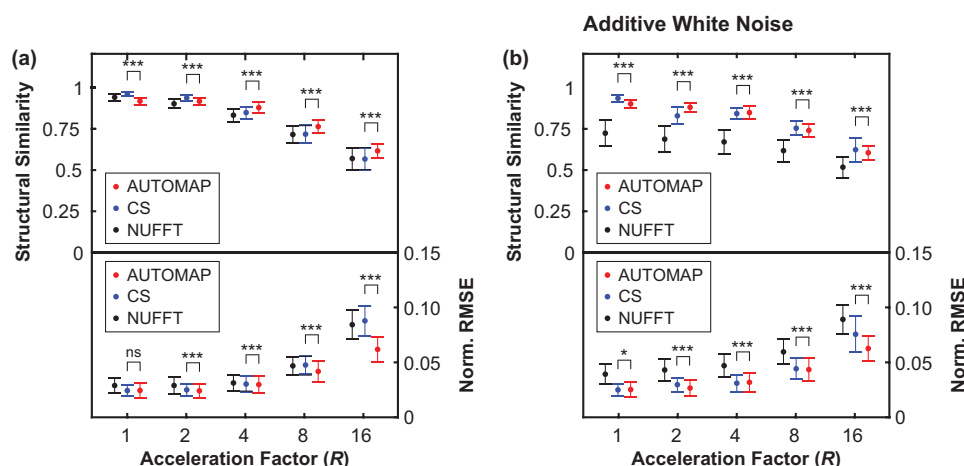 Additive White Noise
(a)
*** *** *** *** ***
1
0.75
0.5
0.25
0
Structural Similarity
AUTOMAP
CS
NUFFT
AUTOMAP
CS
NUFFT
ns *** *** *** ***
0.15
0.10
0.05
0
Norm. RMSE
1 2 4 8 16
Acceleration Factor (R)
(b)
*** *** *** *** ***
1
0.75
0.5
0.25
0
Structural Similarity
AUTOMAP
CS
NUFFT
AUTOMAP
CS
NUFFT
* *** *** *** ***
0.15
0.10
0.05
0
Norm. RMSE
1 2 4 8 16
Acceleration Factor (R)